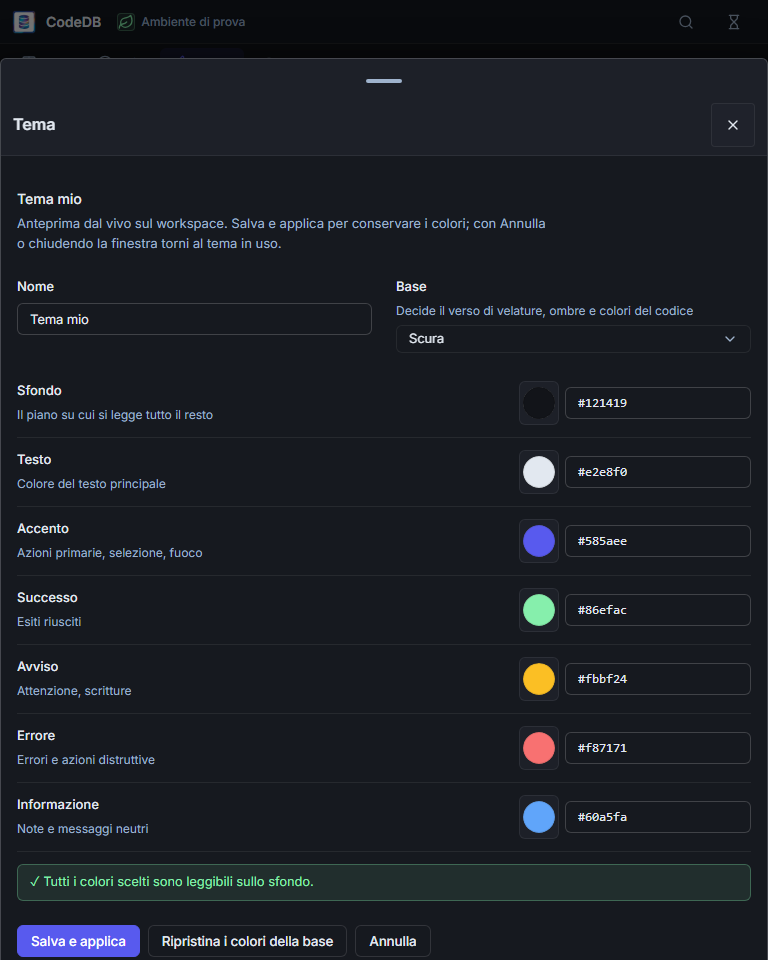 CodeDB
Ambiente di prova
Tema
Tema mio
Anteprima dal vivo sul workspace. Salva e applica per conservare i colori; con Annulla
o chiudendo la finestra torni al tema in uso.
Nome
Tema mio
Base
Decide il verso di velature, ombre e colori del codice
Scura
Sfondo
Il piano su cui si legge tutto il resto
#121419
Testo
Colore del testo principale
#e2e8f0
Accento
Azioni primarie, selezione, fuoco
#585aee
Successo
Esiti riusciti
#86efac
Avviso
Attenzione, scritture
#fbbf24
Errore
Errori e azioni distruttive
#f87171
Informazione
Note e messaggi neutri
#60a5fa
✓ Tutti i colori scelti sono leggibili sullo sfondo.
Salva e applica
Ripristina i colori della base
Annulla